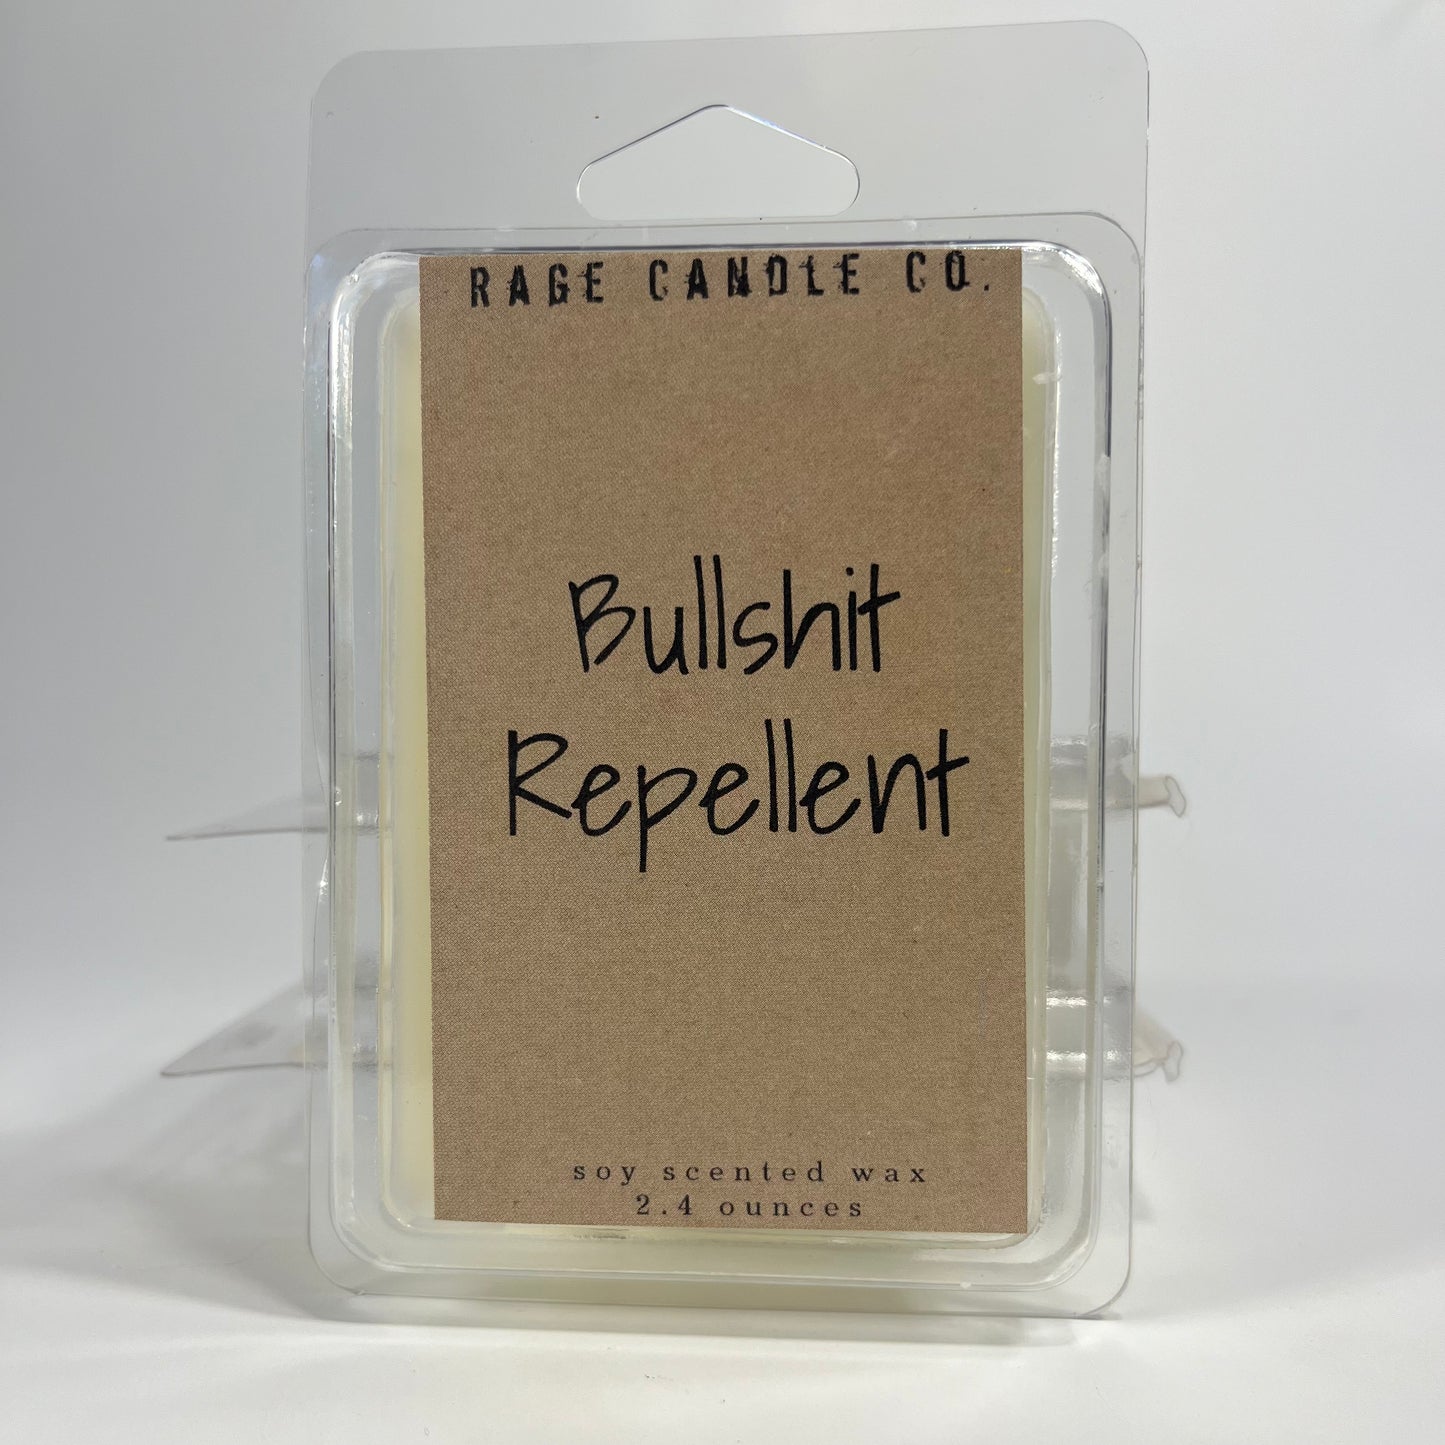 RAGE CANDLE CO.
Bullshit
Repellent
soy scented wax
2.4 ounces